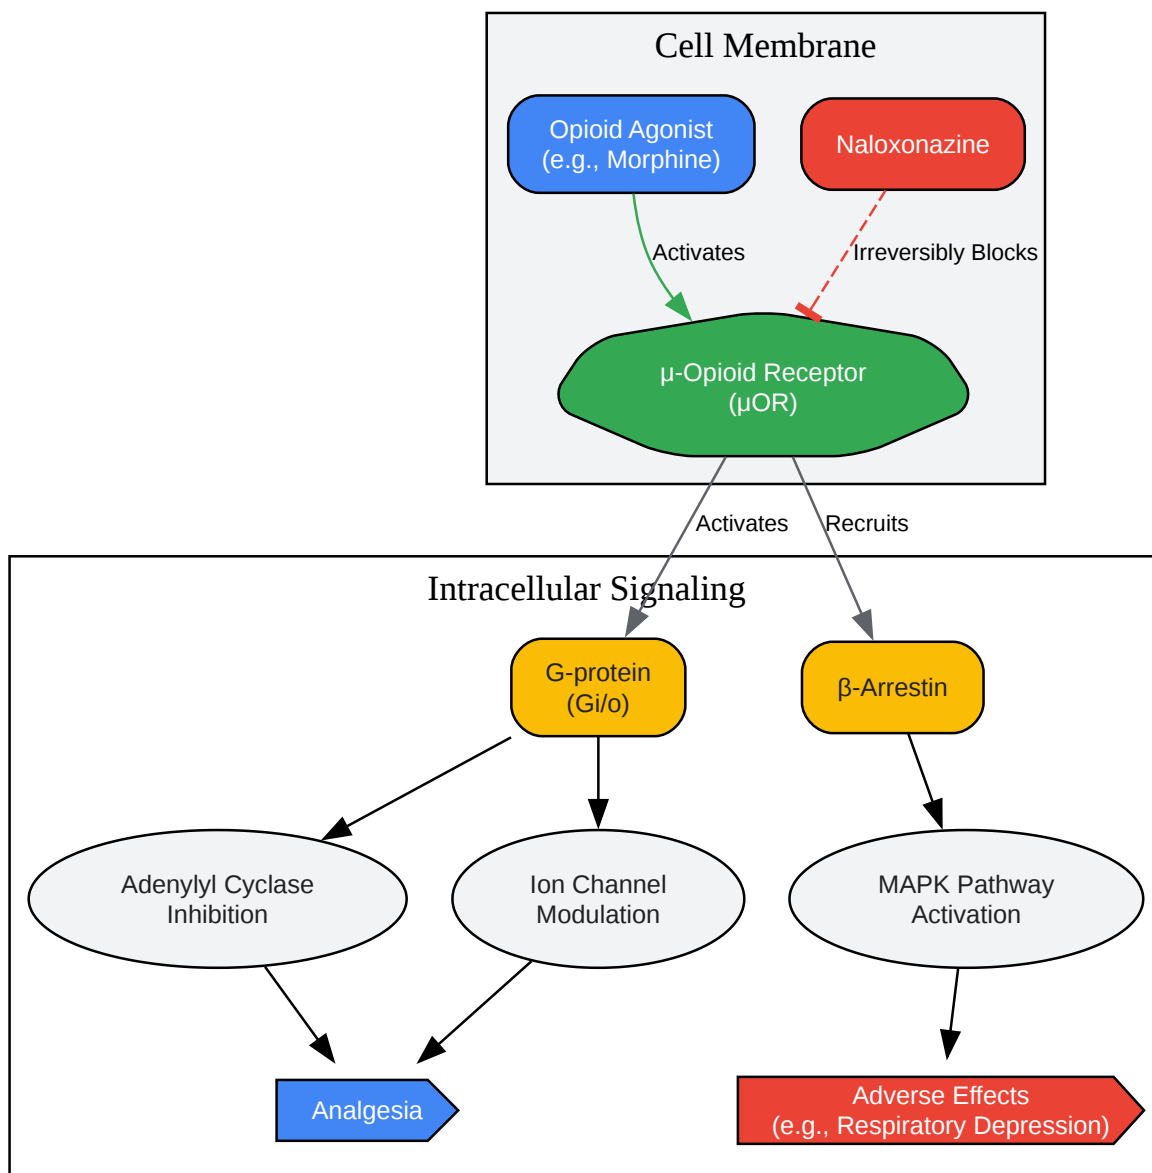 Cell Membrane
Opioid Agonist
(e.g., Morphine)
Naloxonazine
Activates
Irreversibly Blocks
μ-Opioid Receptor
(μOR)
Activates
Recruits
Intracellular Signaling
G-protein
(Gi/o)
β-Arrestin
Adenylyl Cyclase
Inhibition
Ion Channel
Modulation
MAPK Pathway
Activation
Analgesia
Adverse Effects
(e.g., Respiratory Depression)